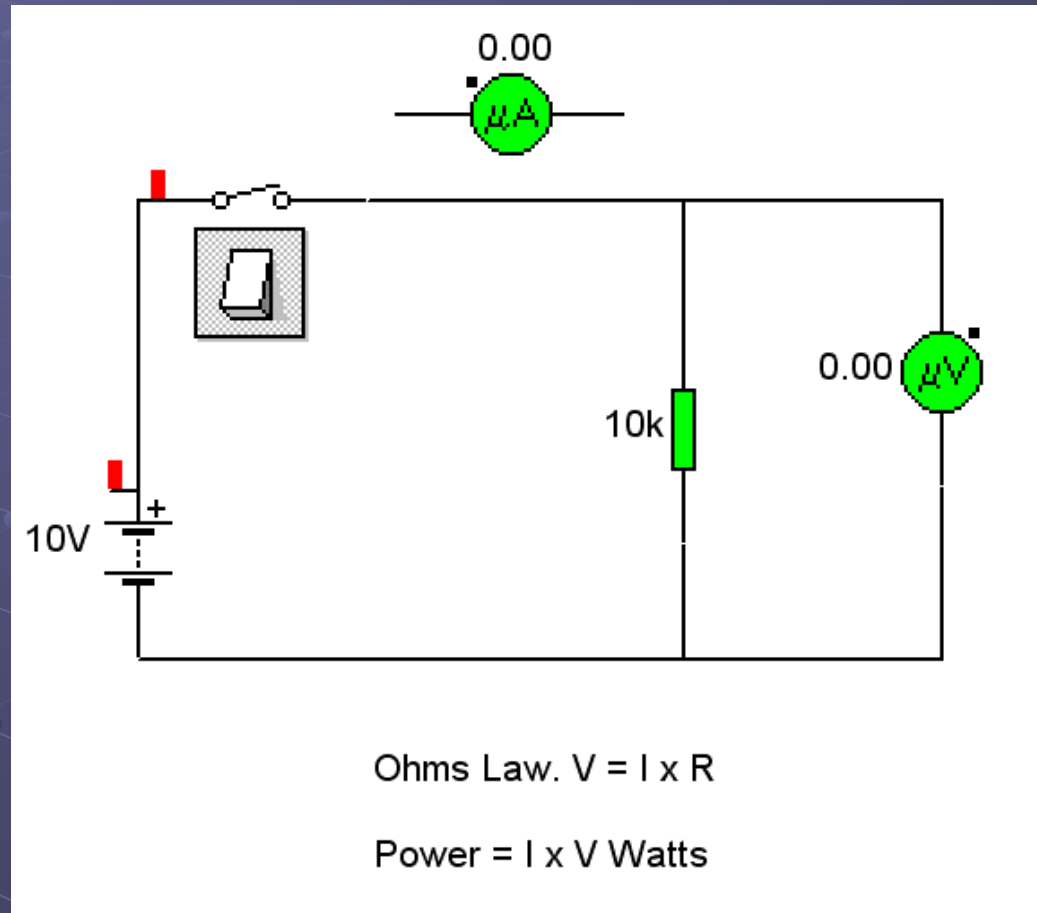 0.00
µA
0.00 µV
10k
+
10V
Ohms Law. V = I x R
Power = I x V Watts